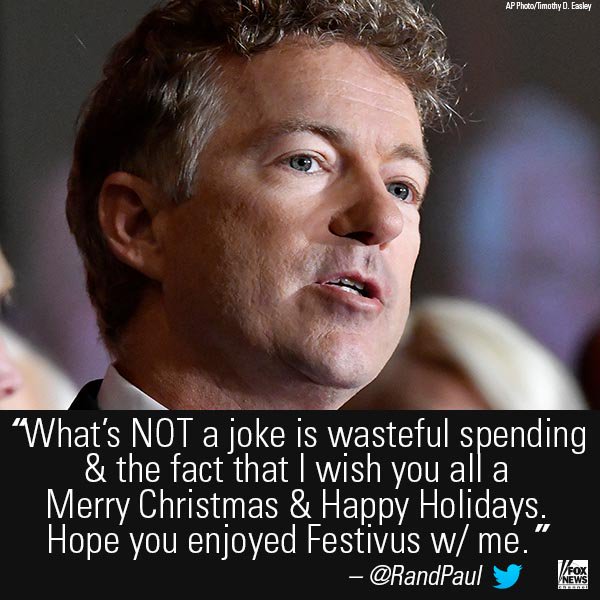 AP Photo/Timothy D. Easley
“What’s NOT a joke is wasteful spending
& the fact that I wish you all a
Merry Christmas & Happy Holidays.
Hope you enjoyed Festivus w/ me.”
– @RandPaul
FOX
NEWS
channel